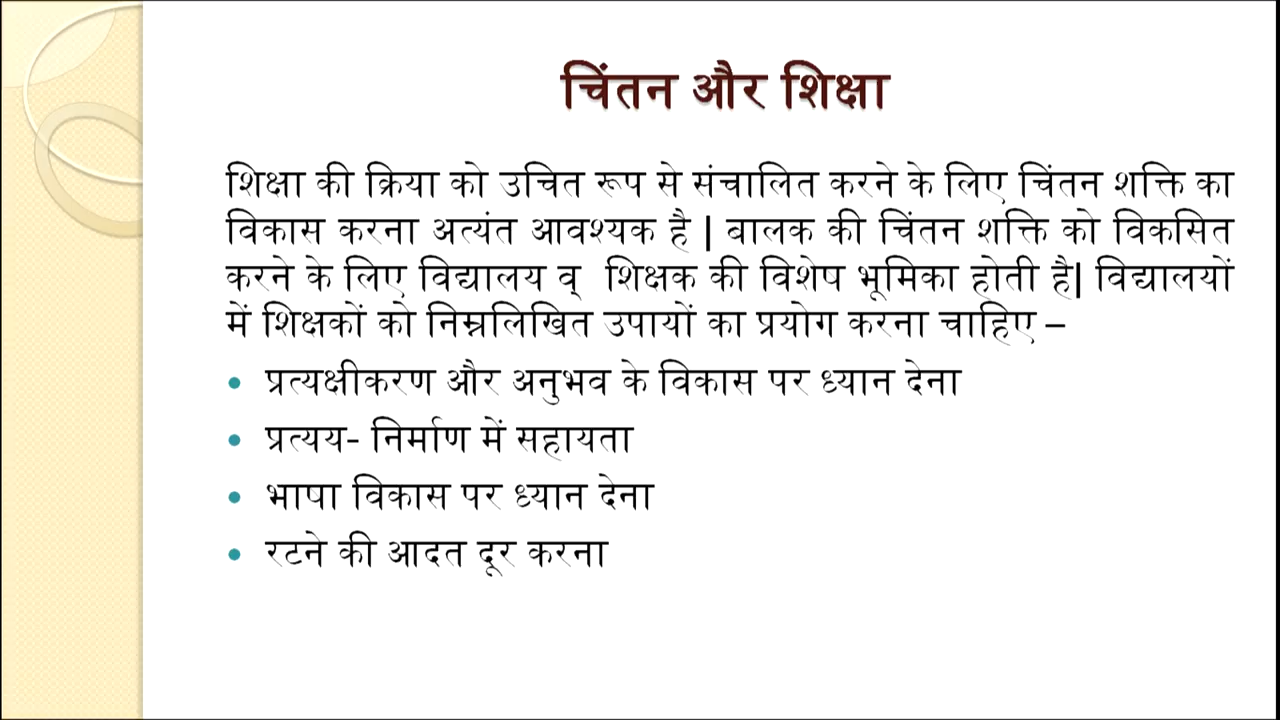 चिंतन और शिक्षा
शिक्षा की क्रिया को उचित रूप से संचालित करने के लिए चिंतन शक्ति का
विकास करना अत्यंत आवश्यक है | बालक की चिंतन शक्ति को विकसित
करने के लिए विद्यालय व् शिक्षक की विशेष भूमिका होती है| विद्यालयों
में शिक्षकों को निम्नलिखित उपायों का प्रयोग करना चाहिए –
• प्रत्यक्षीकरण और अनुभव के विकास पर ध्यान देना
• प्रत्यय- निर्माण में सहायता
• भाषा विकास पर ध्यान देना
• रटने की आदत दूर करना